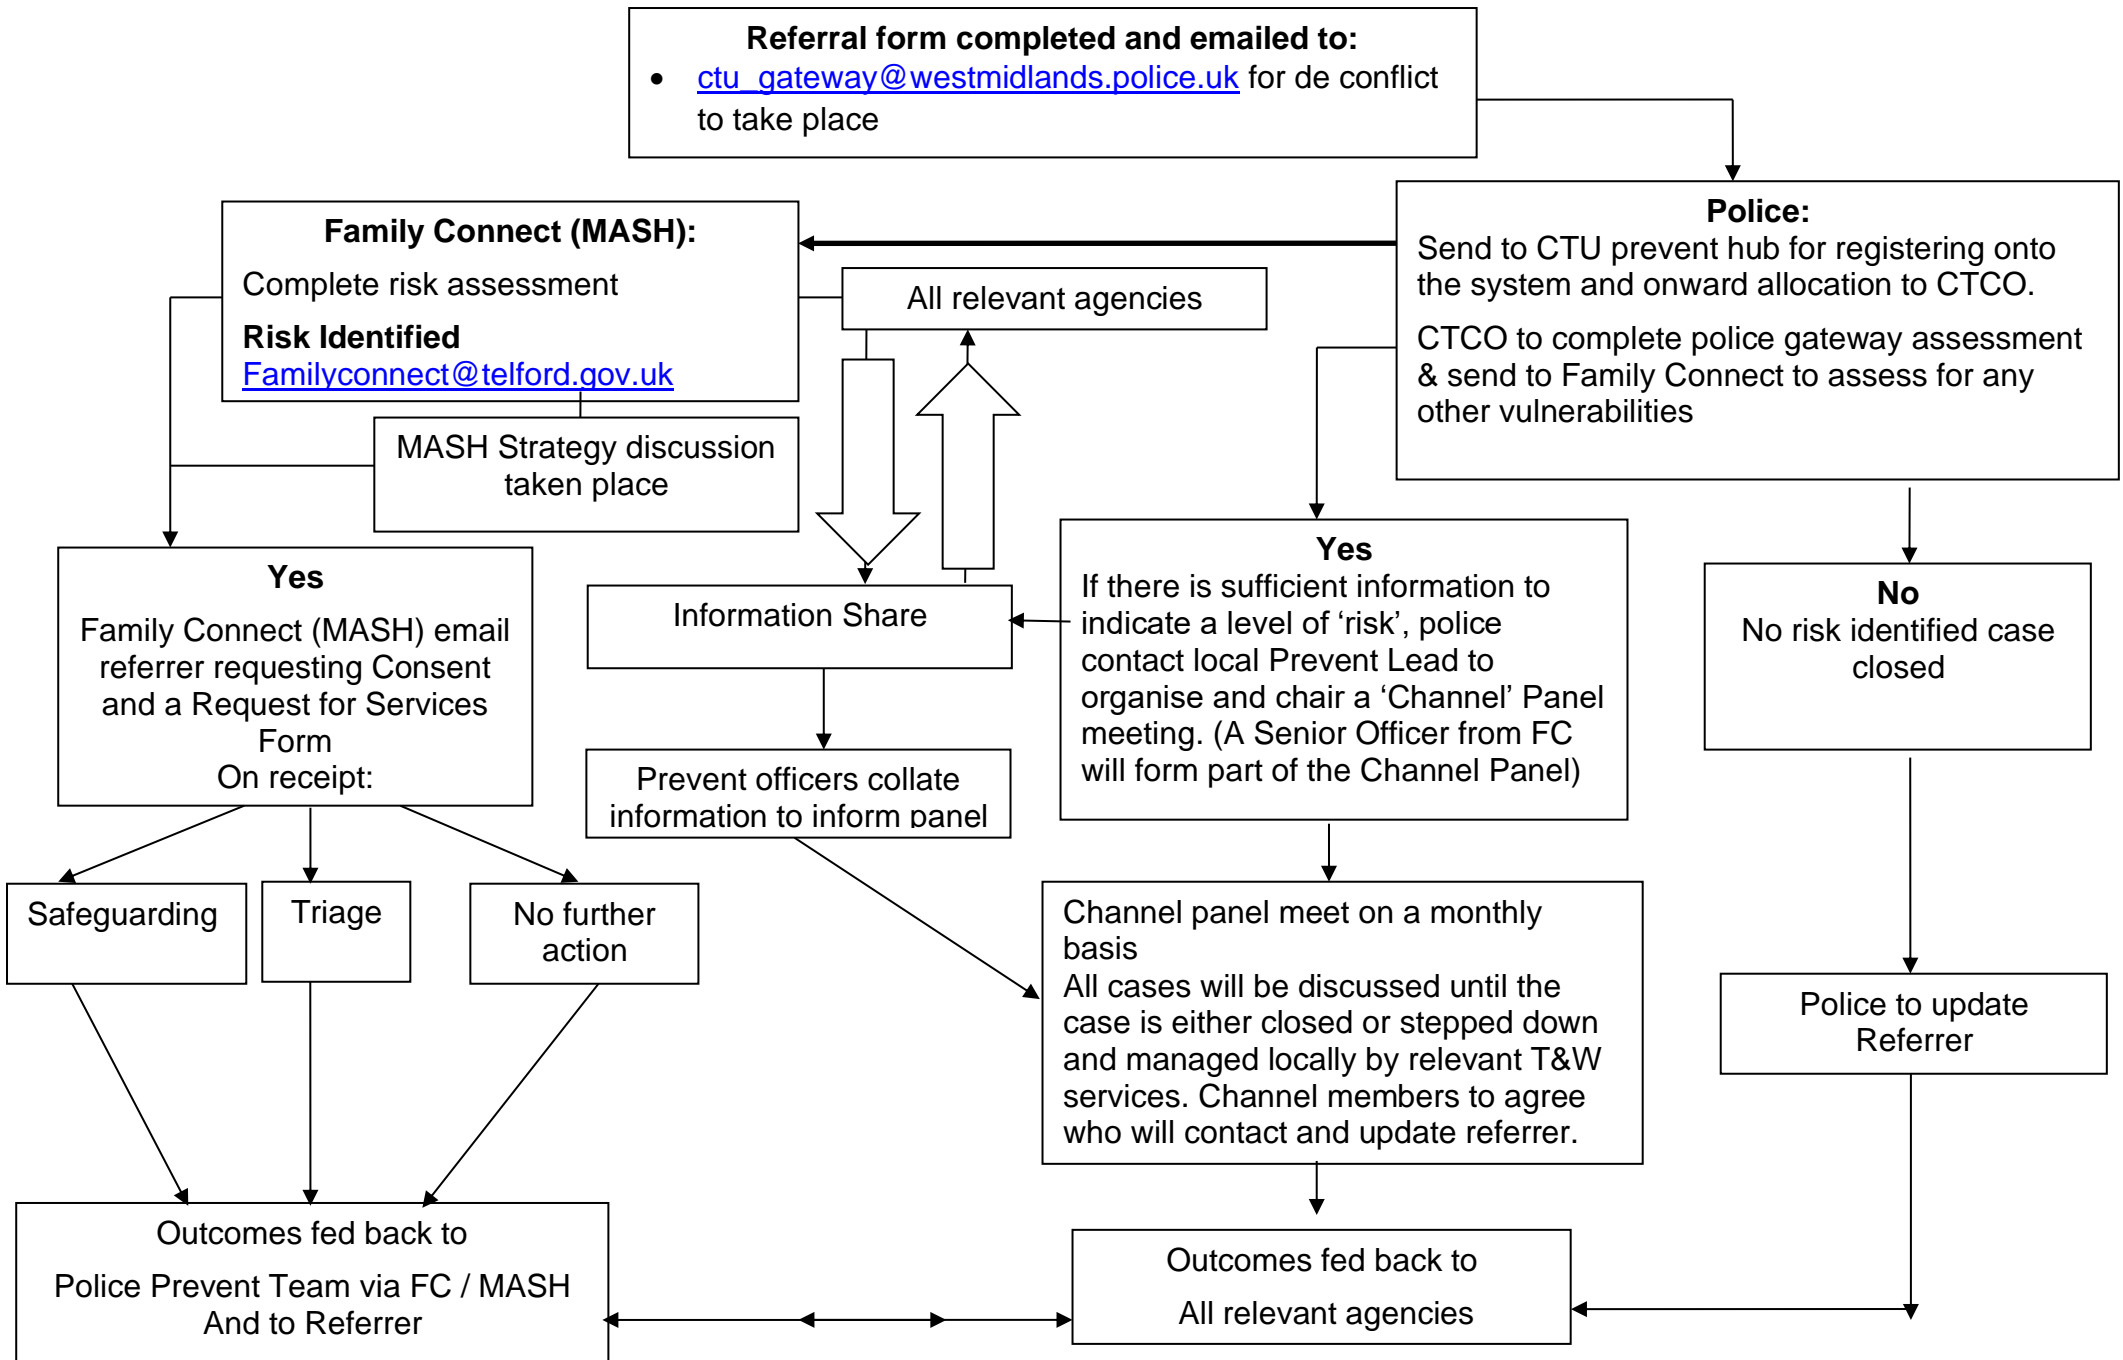 Referral form completed and emailed to:
• ctu_gateway@westmidlands.police.uk for de conflict
to take place
Family Connect (MASH):
Complete risk assessment
Risk Identified
Familyconnect@telford.gov.uk
All relevant agencies
Police:
Send to CTU prevent hub for registering onto
the system and onward allocation to CTCO.
CTCO to complete police gateway assessment
& send to Family Connect to assess for any
other vulnerabilities
MASH Strategy discussion
taken place
Yes
Family Connect (MASH) email
referrer requesting Consent
and a Request for Services
Form
On receipt:
Information Share
Yes
If there is sufficient information to
indicate a level of ‘risk’, police
contact local Prevent Lead to
organise and chair a ‘Channel’ Panel
meeting. (A Senior Officer from FC
will form part of the Channel Panel)
No
No risk identified case
closed
Prevent officers collate
information to inform panel
Safeguarding
Triage
No further
action
Channel panel meet on a monthly
basis
All cases will be discussed until the
case is either closed or stepped down
and managed locally by relevant T&W
services. Channel members to agree
who will contact and update referrer.
Police to update
Referrer
Outcomes fed back to
Police Prevent Team via FC / MASH
And to Referrer
Outcomes fed back to
All relevant agencies